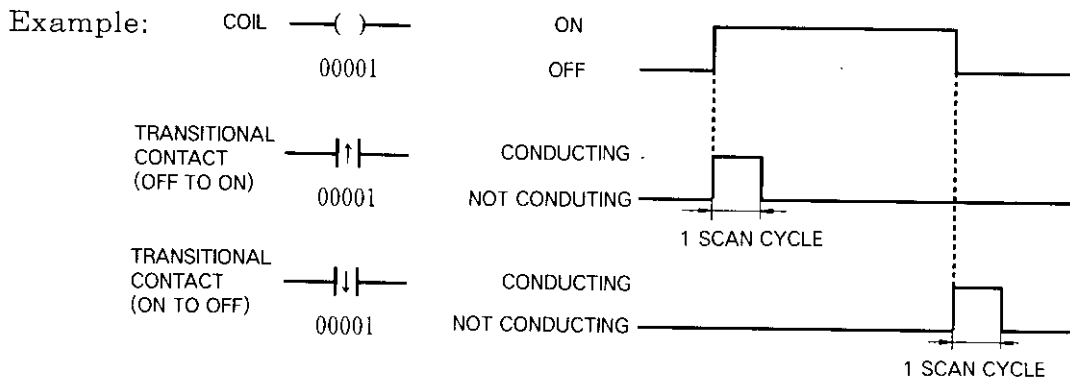 Example: COIL —( )— ON
00001 OFF
TRANSITIONAL
CONTACT
(OFF TO ON)
↑
00001
CONDUCTING
NOT CONDUTING
1 SCAN CYCLE
TRANSITIONAL
CONTACT
(ON TO OFF)
↓
00001
CONDUCTING
NOT CONDUCTING
1 SCAN CYCLE